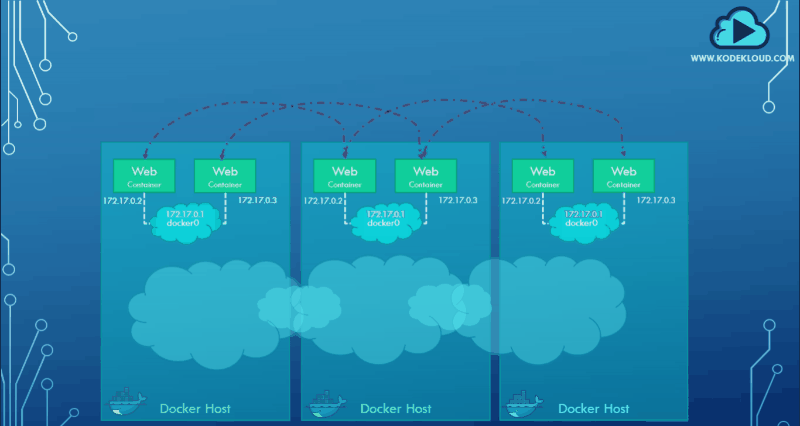 WWW.KODEKLOUD.COM
Web
Container
Web
Container
172.17.0.2
172.17.0.3
172.17.0.1
docker0
Docker Host
Web
Container
Web
Container
172.17.0.2
172.17.0.3
172.17.0.1
docker0
Docker Host
Web
Container
Web
Container
172.17.0.2
172.17.0.3
172.17.0.1
docker0
Docker Host